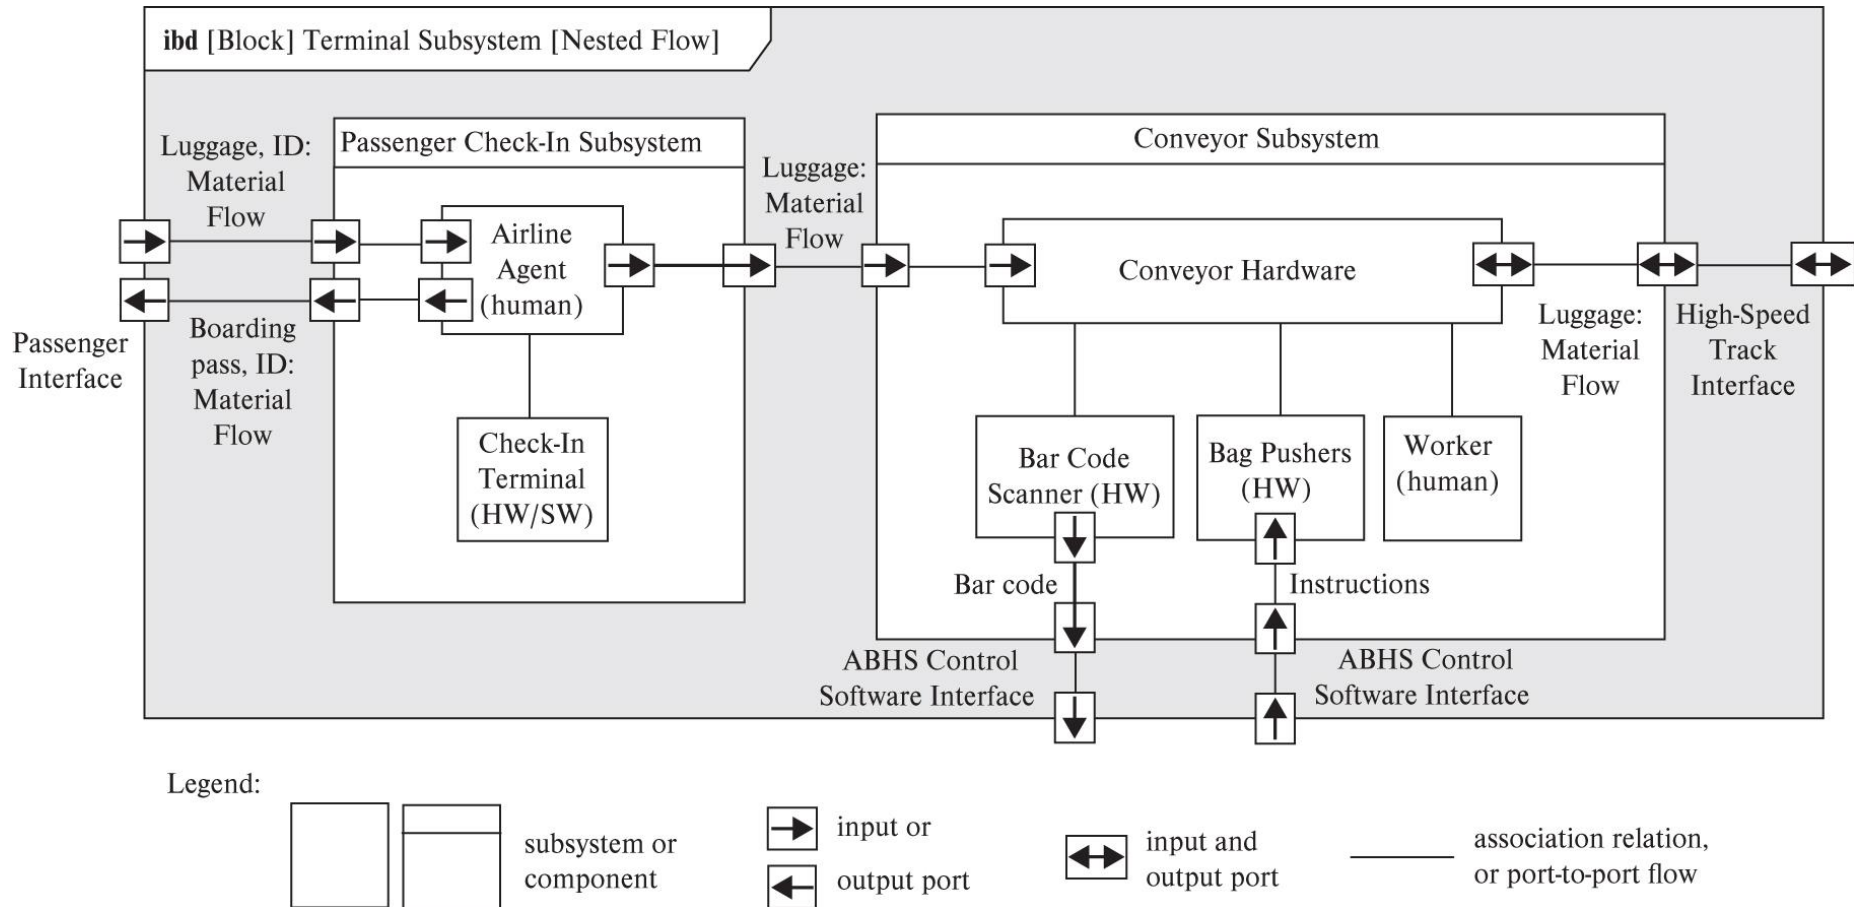 ibd [Block] Terminal Subsystem [Nested Flow]
Luggage, ID:
Material
Flow
Passenger Check-In Subsystem
Luggage:
Material
Flow
Conveyor Subsystem
Airline
Agent
(human)
Conveyor Hardware
Passenger
Interface
Boarding
pass, ID:
Material
Flow
Luggage:
Material
Flow
High-Speed
Track
Interface
Check-In
Terminal
(HW/SW)
Bar Code
Scanner (HW)
Bag Pushers
(HW)
Worker
(human)
Bar code
Instructions
ABHS Control
Software Interface
ABHS Control
Software Interface
Legend:
subsystem or
component
input or
output port
input and
output port
association relation,
or port-to-port flow